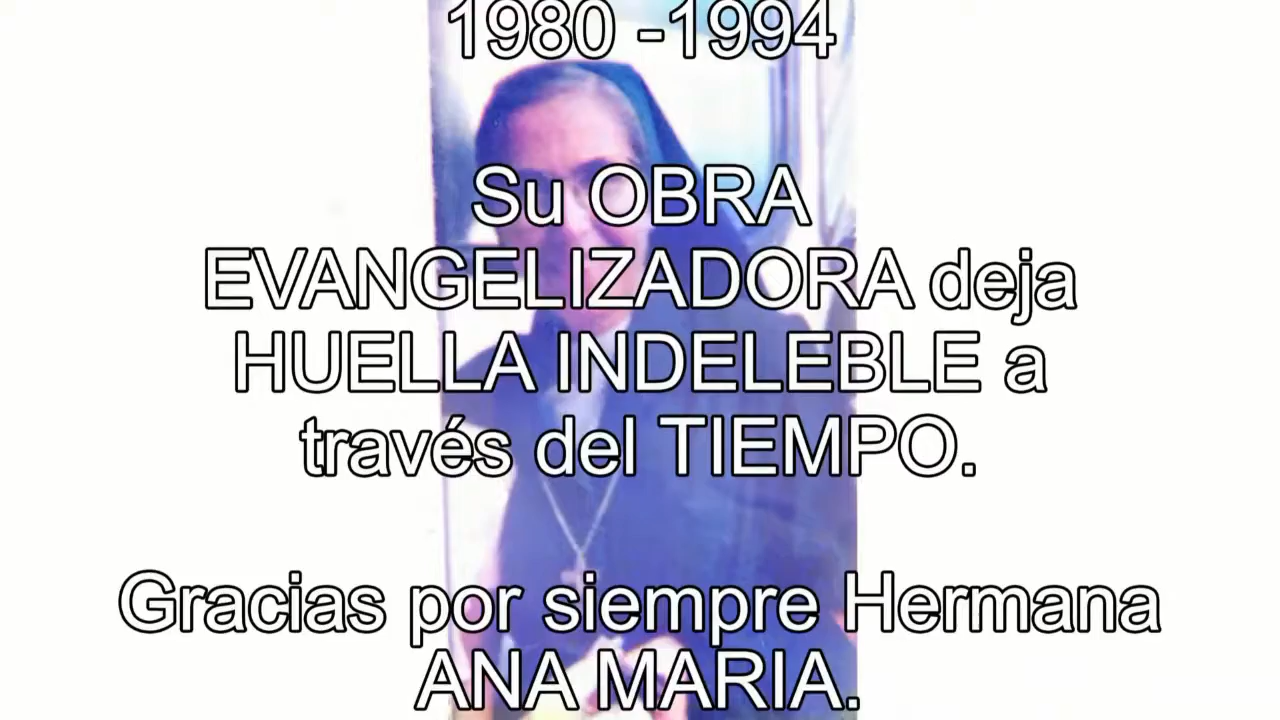 1980 -1994
Su OBRA
EVANGELIZADORA deja
HUELLA INDELEBLE a
través del TIEMPO.
Gracias por siempre Hermana
ANA MARIA.